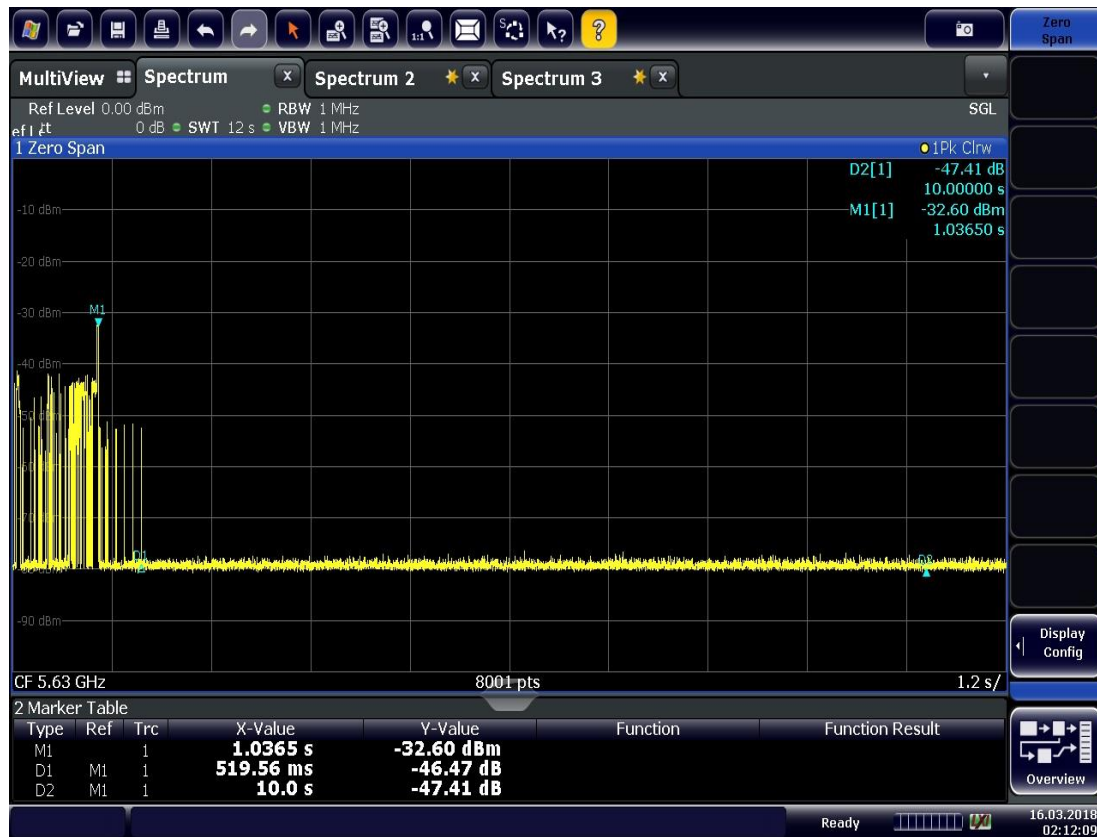 Zero
Span
MultiView Spectrum X Spectrum 2 X Spectrum 3 X
1:1
S
?
?
Ref Level 0.00 dBm RBW 1 MHz SGL
0 dB SWT 12 s VBW 1 MHz
1 Zero Span 1Pk Clrw
D2[1] -47.41 dB
10.00000 s
-10 dBm M1[1] -32.60 dBm
1.03650 s
-20 dBm
-30 dBm M1
-40 dBm
D1 D2
-90 dBm
CF 5.63 GHz 8001 pts 1.2 s/
2 Marker Table
Type Ref Trc X-Value Y-Value Function Function Result
M1 1 1.0365 s -32.60 dBm
D1 M1 1 519.56 ms -46.47 dB
D2 M1 1 10.0 s -47.41 dB
Display
Config
Overview
Ready
16.03.2018
02:12:09